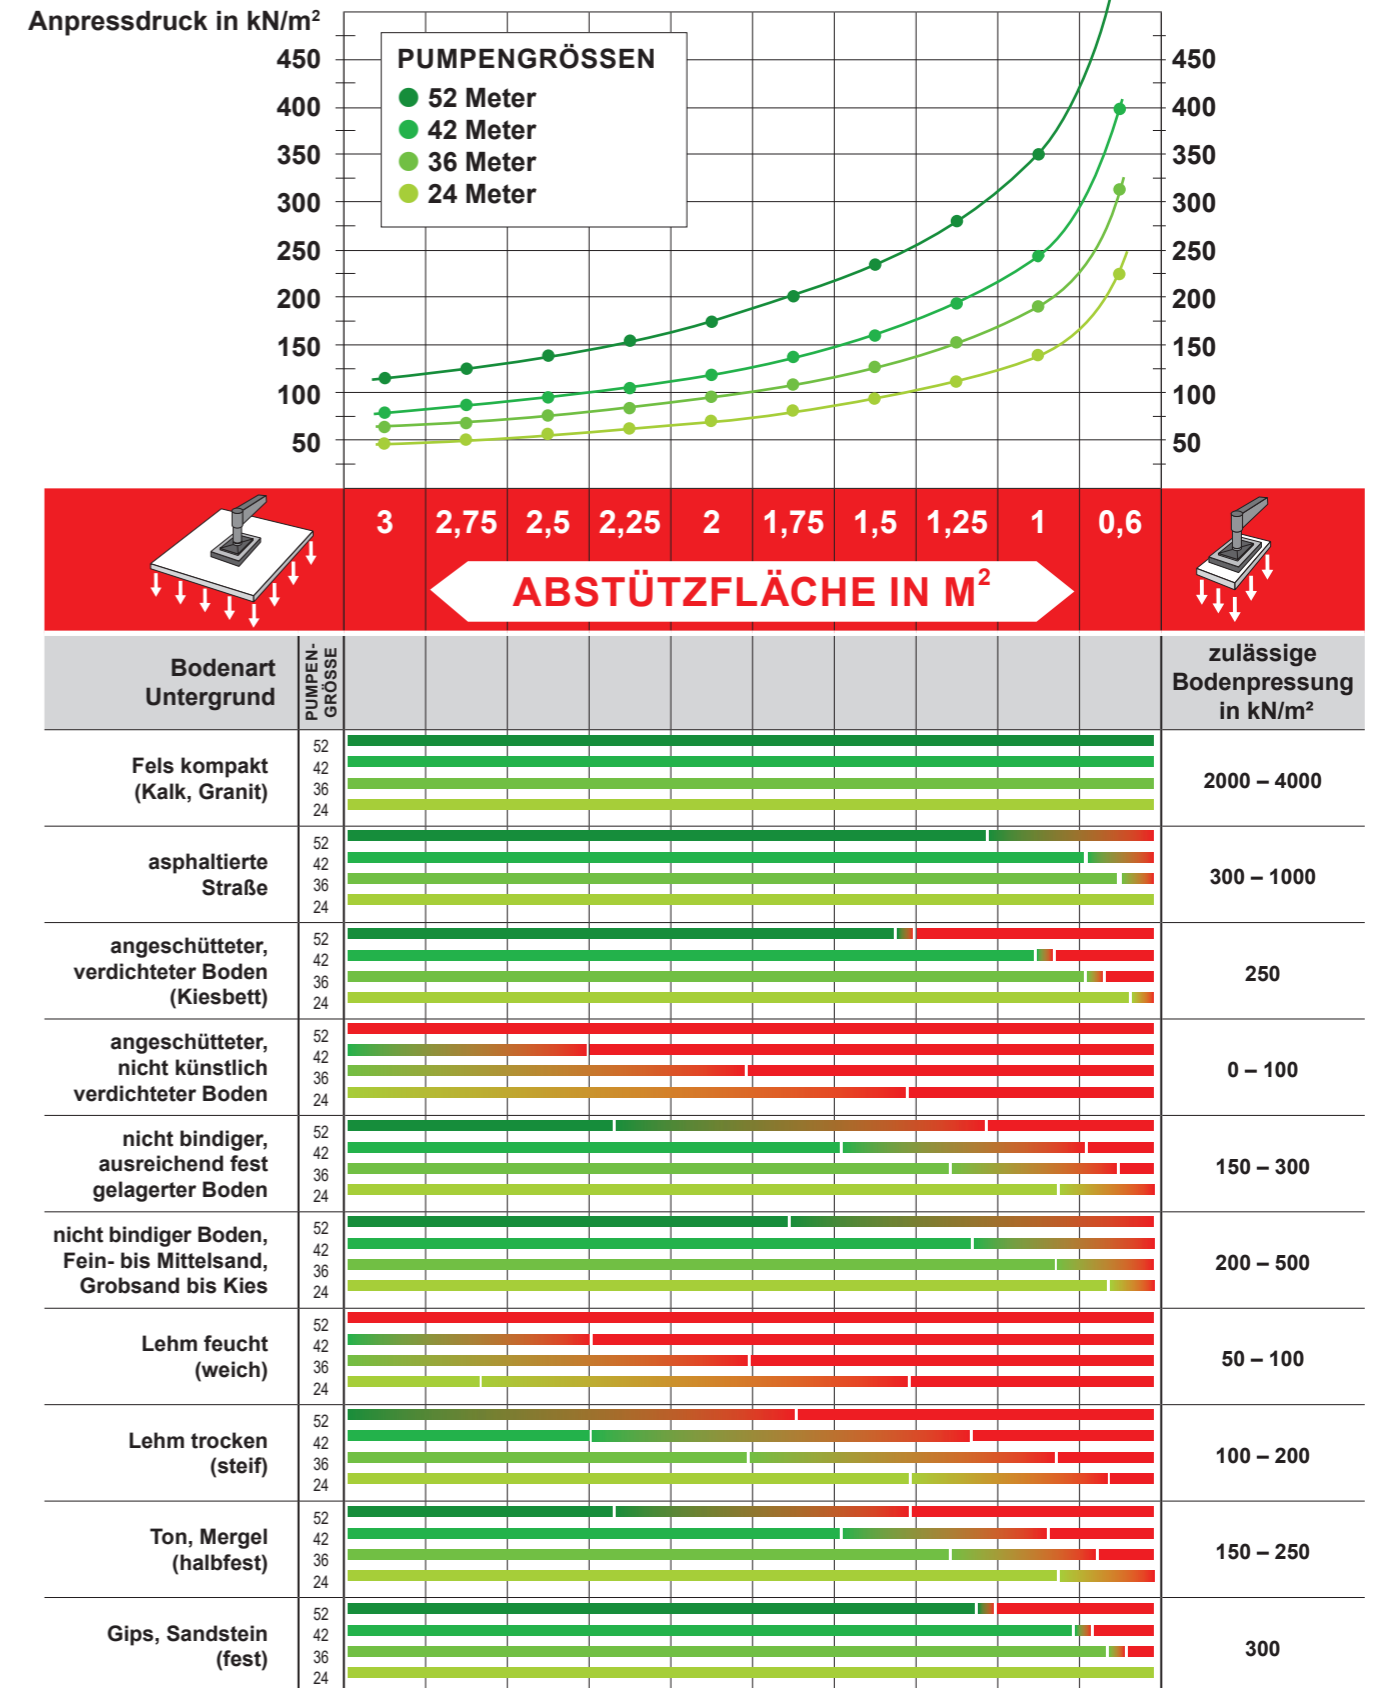 Anpressdruck in kN/m²
450
400
350
300
250
200
150
100
50
PUMPENGRÖSSEN
52 Meter
42 Meter
36 Meter
24 Meter
450
400
350
300
250
200
150
100
50
3 2,75 2,5 2,25 2 1,75 1,5 1,25 1 0,6
ABSTÜTZFLÄCHE IN M²
Bodenart
Untergrund
PUMPEN-
GRÖSSE
zulässige
Bodenpressung
in kN/m²
Fels kompakt
(Kalk, Granit)
52
42
36
24
2000 – 4000
asphaltierte
Straße
52
42
36
24
300 – 1000
angeschütteter,
verdichteter Boden
(Kiesbett)
52
42
36
24
250
angeschütteter,
nicht künstlich
verdichteter Boden
52
42
36
24
0 – 100
nicht bindiger,
ausreichend fest
gelagerter Boden
52
42
36
24
150 – 300
nicht bindiger Boden,
Fein- bis Mittelsand,
Grobsand bis Kies
52
42
36
24
200 – 500
Lehm feucht
(weich)
52
42
36
24
50 – 100
Lehm trocken
(steif)
52
42
36
24
100 – 200
Ton, Mergel
(halbfest)
52
42
36
24
150 – 250
Gips, Sandstein
(fest)
52
42
36
24
300